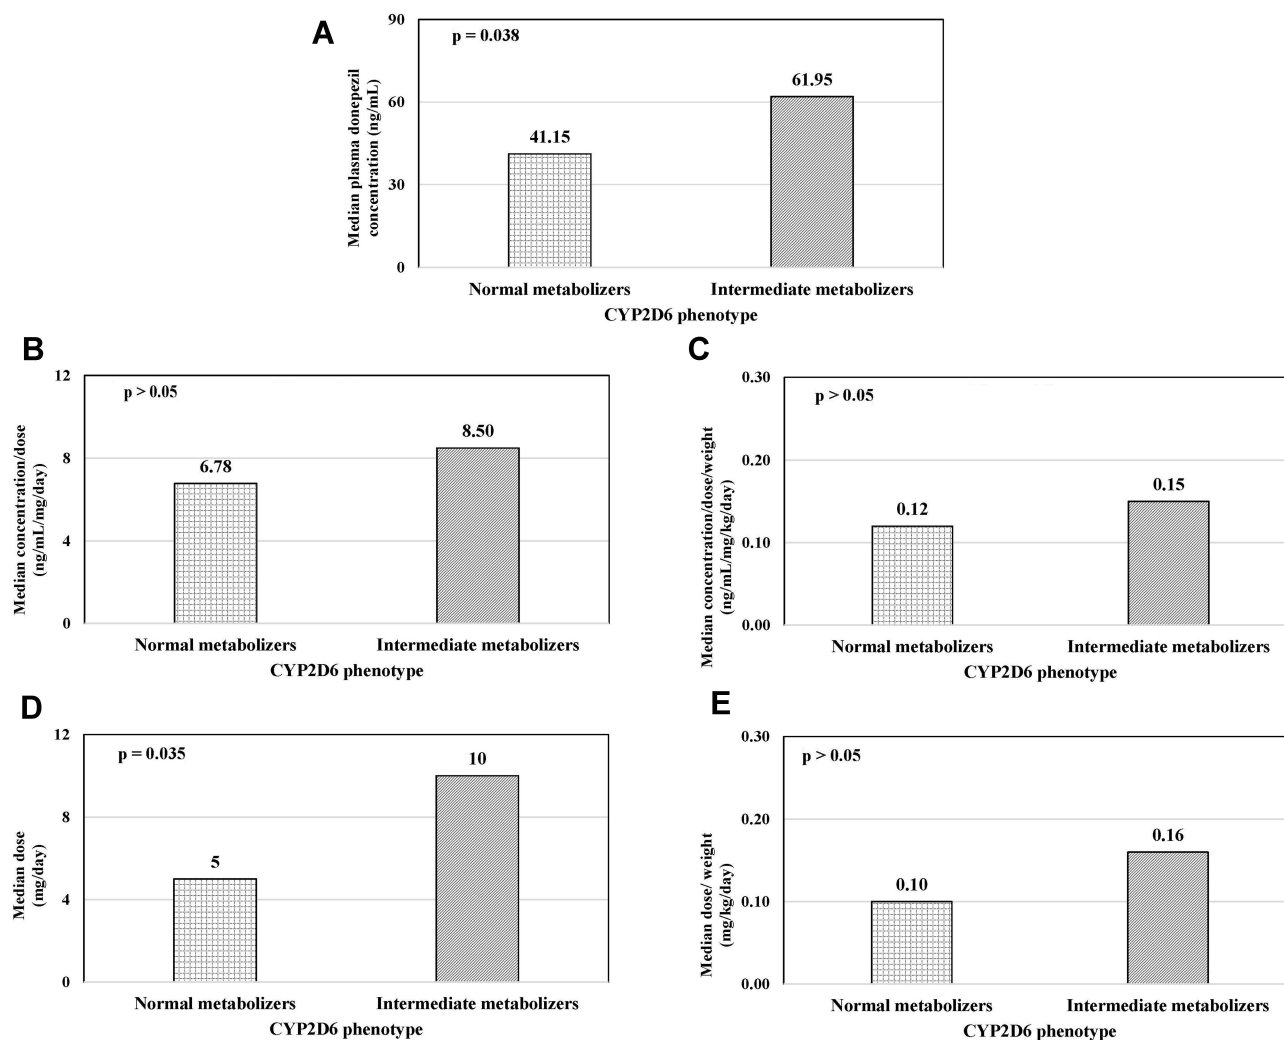 A
p = 0.038
Median plasma donepezil
concentration (ng/mL)
90
60
30
0
41.15
61.95
Normal metabolizers
Intermediate metabolizers
CYP2D6 phenotype
B
p > 0.05
Median concentration/dose
(ng/mL/mg/day)
12
8
4
0
6.78
8.50
Normal metabolizers
Intermediate metabolizers
CYP2D6 phenotype
C
p > 0.05
Median concentration/dose/weight
(ng/mL/mg/kg/day)
0.30
0.20
0.10
0.00
0.12
0.15
Normal metabolizers
Intermediate metabolizers
CYP2D6 phenotype
D
p = 0.035
Median dose
(mg/day)
12
8
4
0
5
10
Normal metabolizers
Intermediate metabolizers
CYP2D6 phenotype
E
p > 0.05
Median dose/ weight
(mg/kg/day)
0.30
0.20
0.10
0.00
0.10
0.16
Normal metabolizers
Intermediate metabolizers
CYP2D6 phenotype